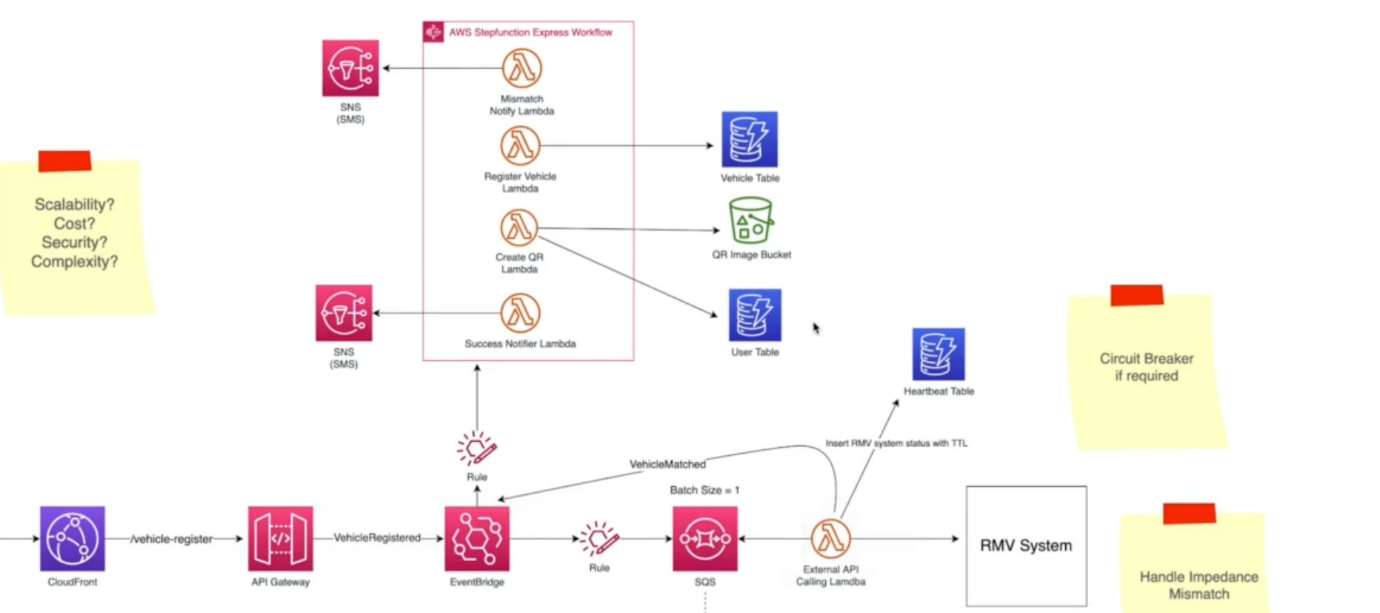 AWS Stepfunction Express Workflow
SNS
(SMS)
Mismatch
Notify Lambda
Register Vehicle
Lambda
Vehicle Table
Create QR
Lambda
QR Image Bucket
Success Notifier Lambda
SNS
(SMS)
User Table
Scalability?
Cost?
Security?
Complexity?
Circuit Breaker
if required
Heartbeat Table
Insert RMV system status with TTL
Rule
VehicleMatched
Batch Size = 1
/vehicle-register
VehicleRegistered
CloudFront
API Gateway
EventBridge
Rule
SQS
External API
Calling Lamdba
RMV System
Handle Impedance
Mismatch